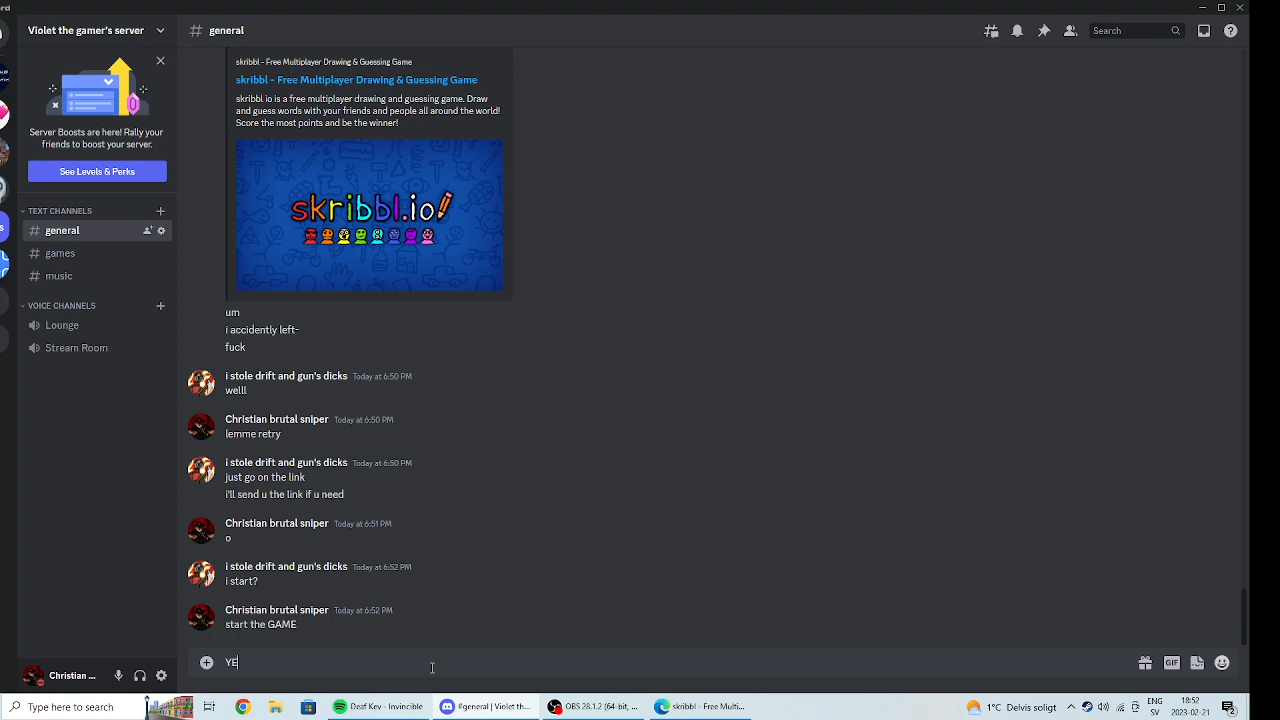 ord
Violet the gamer's server
general
Search
skribbl - Free Multiplayer Drawing & Guessing Game
skribbl - Free Multiplayer Drawing & Guessing Game
skribbl io is a free multiplayer drawing and guessing game. Draw
and guess words with your friends and people all around the world!
Score the most points and be the winner!
skribbl.io
Server Boosts are here! Rally your
friends to boost your server.
See Levels & Perks
TEXT CHANNELS
general
games
music
VOICE CHANNELS
Lounge
Stream Room
um
i accidently left-
fuck
i stole drift and gun's dicks Today at 6:50 PM
welll
Christian brutal sniper Today at 6:50 PM
lemme retry
i stole drift and gun's dicks Today at 6:50 PM
just go on the link
i'll send u the link if u need
Christian brutal sniper Today at 6:51 PM
o
i stole drift and gun's dicks Today at 6:52 PM
i start?
Christian brutal sniper Today at 6:52 PM
start the GAME
YE
Christian ...
Type here to search
Deaf Kev - Invincible
#general | Violet th...
OBS 28.1.2 (64-bit, ...
skribbl - Free Mult...
1°C Delvis soligt
ENG
SV
18:52
2023-02-21
2